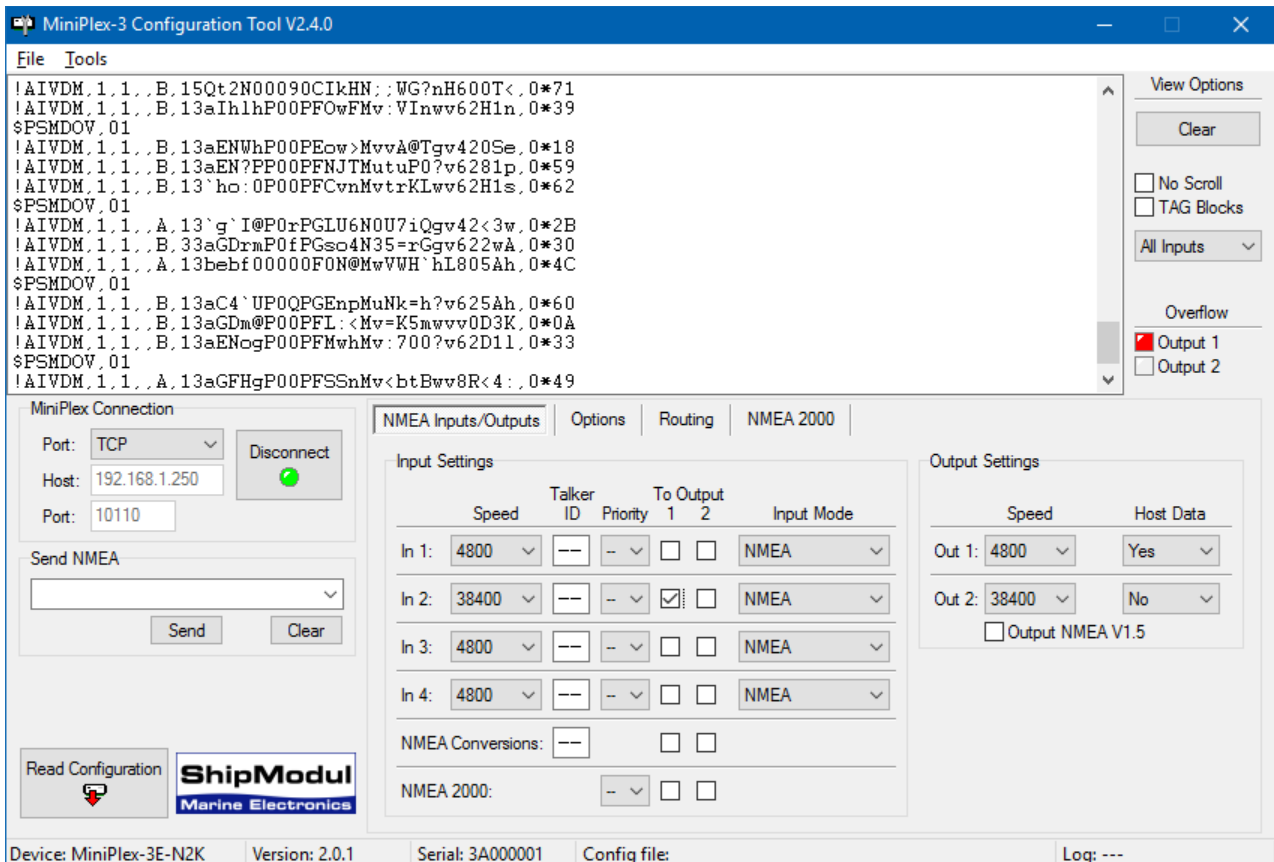 MiniPlex-3 Configuration Tool V2.4.0
File Tools
!AIVDM,1,1,,B,15Qt2N00090CIkHN;;WG?nH600T<,0*71
!AIVDM,1,1,,B,13aIhlhP00PFOwFMv:VInwv62H1n,0*39
$PSMDOV,01
!AIVDM,1,1,,B,13aENWhP00PEow>MvvA@Tgv420Se,0*18
!AIVDM,1,1,,B,13aEN?PP00PFNJTMutuP0?v6281p,0*59
!AIVDM,1,1,,B,13`ho:0P00PFCvnMvtrKLwv62H1s,0*62
$PSMDOV,01
!AIVDM,1,1,,A,13`g`I@P0rPGLU6N0U7iQgv42<3w,0*2B
!AIVDM,1,1,,B,33aGDrmP0fPGso4N35=rGgv622wA,0*30
!AIVDM,1,1,,A,13bebf00000F0N@MwVWH`hL805Ah,0*4C
$PSMDOV,01
!AIVDM,1,1,,B,13aC4`UP0QPGEnpMuNk=h?v625Ah,0*60
!AIVDM,1,1,,B,13aGDm@P00PFL:<Mv=K5mwvv0D3K,0*0A
!AIVDM,1,1,,B,13aENogP00PFMwhMv:700?v62D1l,0*33
$PSMDOV,01
!AIVDM,1,1,,A,13aGFHgP00PFSSnMv<btBwv8R<4:,0*49
View Options
Clear
No Scroll
TAG Blocks
All Inputs
Overflow
Output 1
Output 2
MiniPlex Connection
Port: TCP
Host: 192.168.1.250
Port: 10110
Disconnect
Send NMEA
Send Clear
Read Configuration
ShipModul
Marine Electronics
NMEA Inputs/Outputs Options Routing NMEA 2000
Input Settings
Talker To Output
Speed ID Priority 1 2 Input Mode
In 1: 4800 -- -- NMEA
In 2: 38400 -- -- NMEA
In 3: 4800 -- -- NMEA
In 4: 4800 -- -- NMEA
NMEA Conversions: --
NMEA 2000: --
Output Settings
Speed Host Data
Out 1: 4800 Yes
Out 2: 38400 No
Output NMEA V1.5
Device: MiniPlex-3E-N2K Version: 2.0.1 Serial: 3A000001 Config file: Log: ---